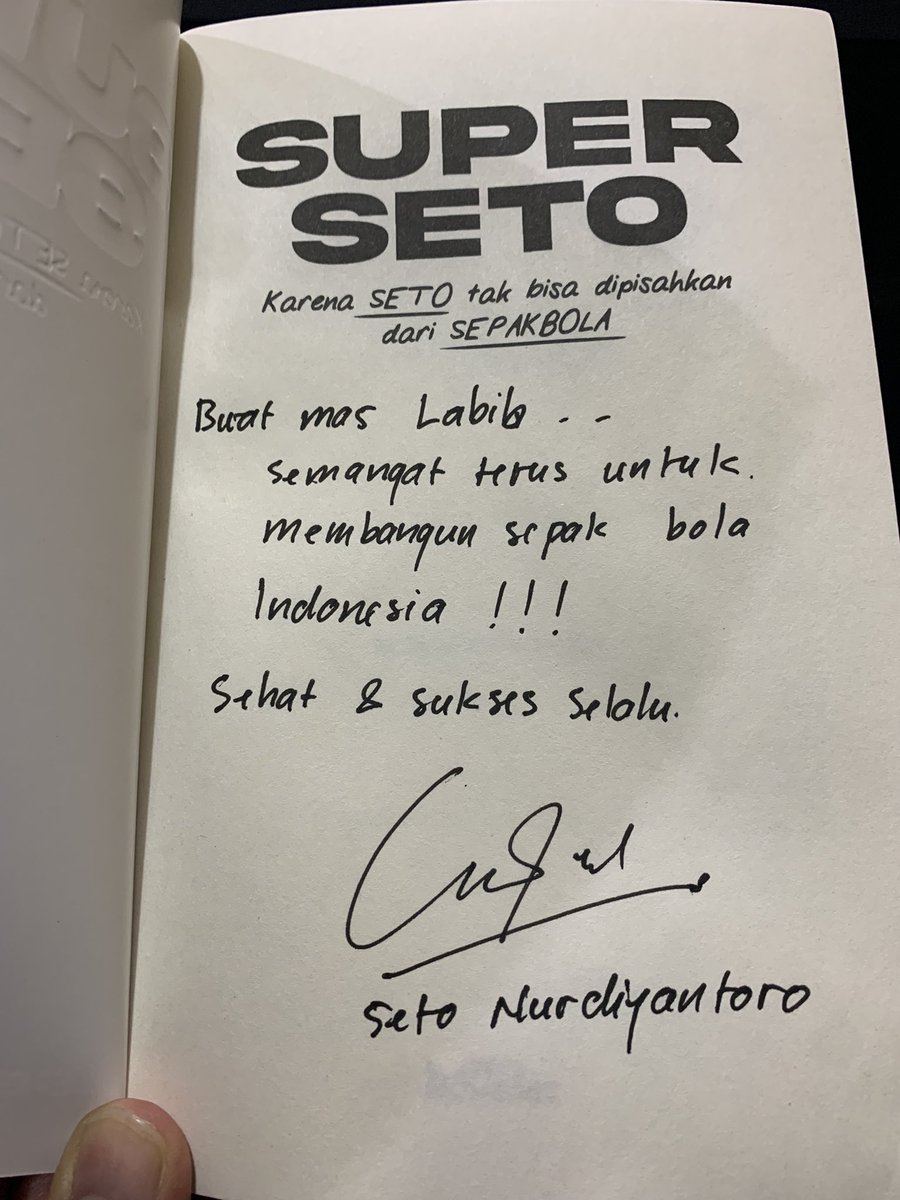 SUPER
SETO
Karena SETO tak bisa dipisahkan
dari SEPAKBOLA
Buat mas Labib . .
semangat terus untuk.
membangun sepak bola
Indonesia !!!
Sehat & sukses selalu.
Seto Nurdiyantoro